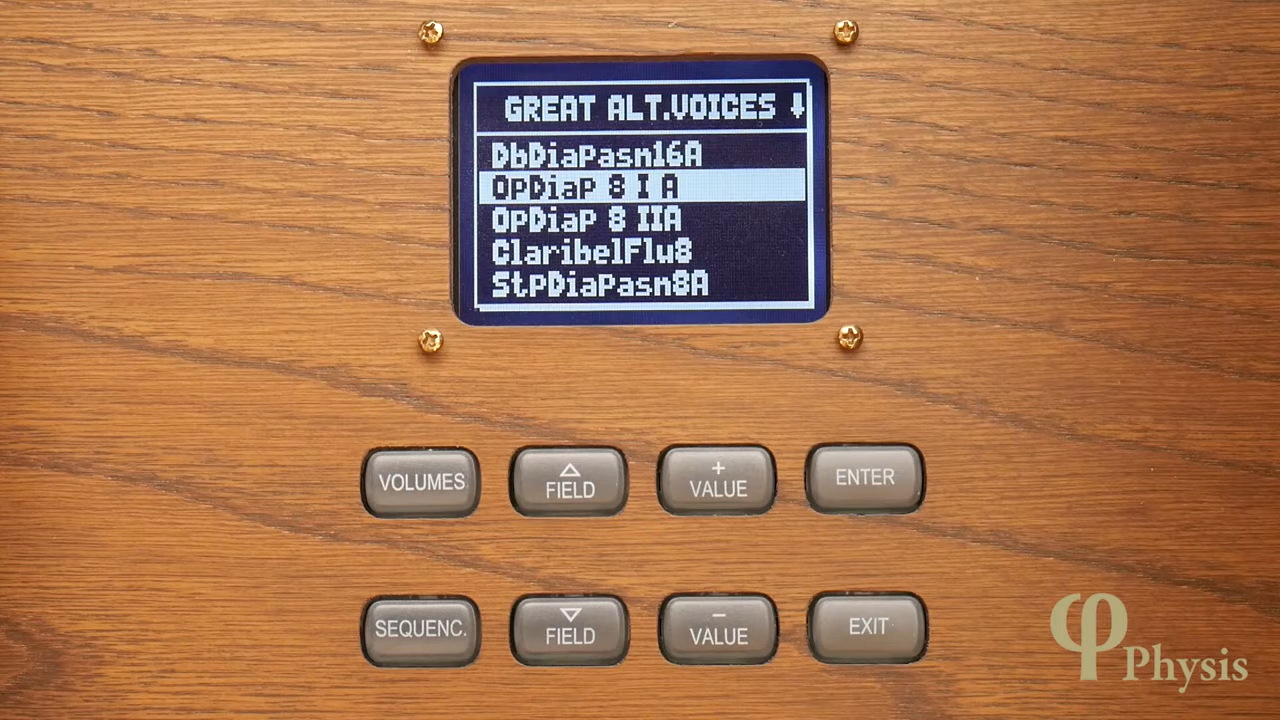 GREAT ALT.VOICES
DbDiaPasn16A
OpDiaP 8 I A
OpDiaP 8 IIA
ClaribelFlu8
StPDiaPasn8A
VOLUMES
FIELD
+
VALUE
ENTER
SEQUENC.
FIELD
−
VALUE
EXIT
φ Physis